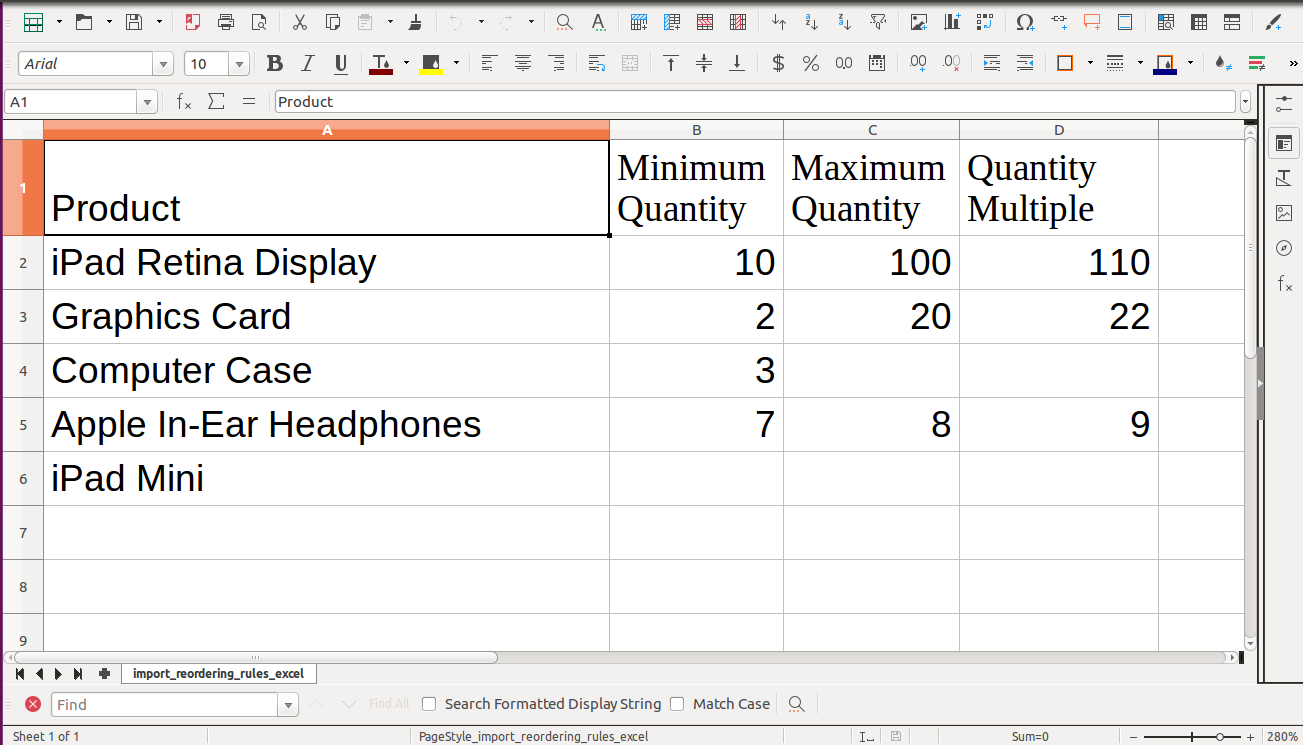 Arial 10
A1 Product
A B C D
1 Product Minimum Quantity Maximum Quantity Quantity Multiple
2 iPad Retina Display 10 100 110
3 Graphics Card 2 20 22
4 Computer Case 3
5 Apple In-Ear Headphones 7 8 9
6 iPad Mini
7
8
9
import_reordering_rules_excel
Find Find All Search Formatted Display String Match Case
Sheet 1 of 1 PageStyle_import_reordering_rules_excel Sum=0 280%